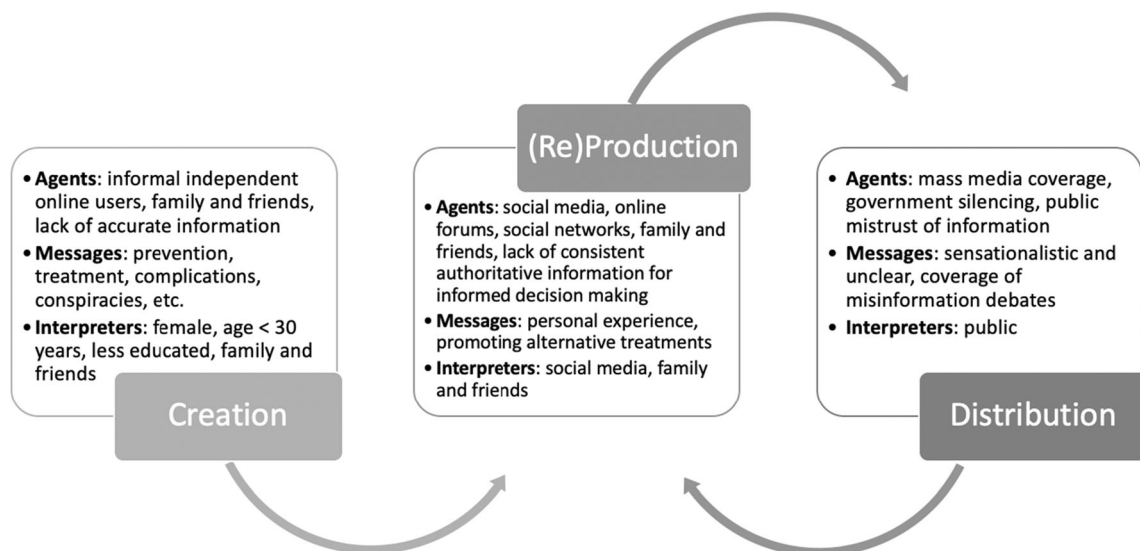 • Agents: informal independent
online users, family and friends,
lack of accurate information
• Messages: prevention,
treatment, complications,
conspiracies, etc.
• Interpreters: female, age < 30
years, less educated, family and
friends
Creation
(Re)Production
• Agents: social media, online
forums, social networks, family and
friends, lack of consistent
authoritative information for
informed decision making
• Messages: personal experience,
promoting alternative treatments
• Interpreters: social media, family
and friends
• Agents: mass media coverage,
government silencing, public
mistrust of information
• Messages: sensationalistic and
unclear, coverage of
misinformation debates
• Interpreters: public
Distribution